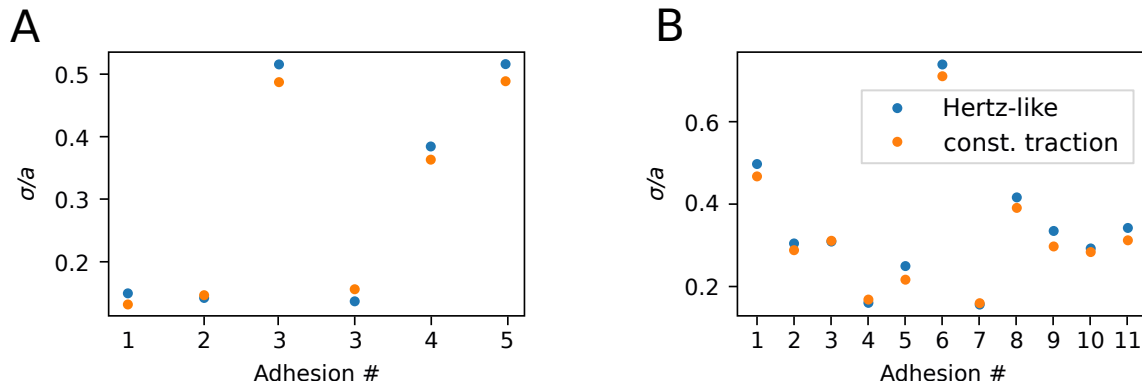 A
0.5
0.4
0.3
0.2
σ/a
1 2 3 3 4 5
Adhesion #
B
0.6
0.4
0.2
σ/a
Hertz-like
const. traction
1 2 3 4 5 6 7 8 9 10 11
Adhesion #